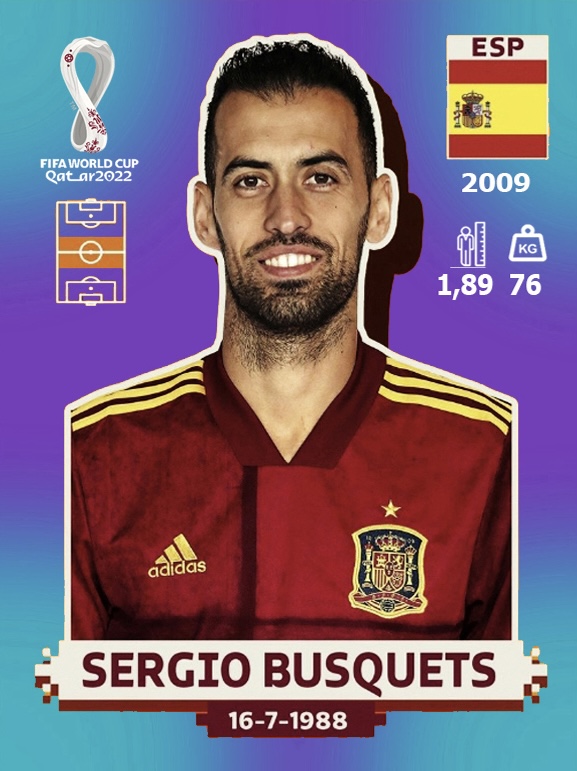 FIFA WORLD CUP
Qatar2022
ESP
2009
KG
1,89 76
adidas
SERGIO BUSQUETS
16-7-1988